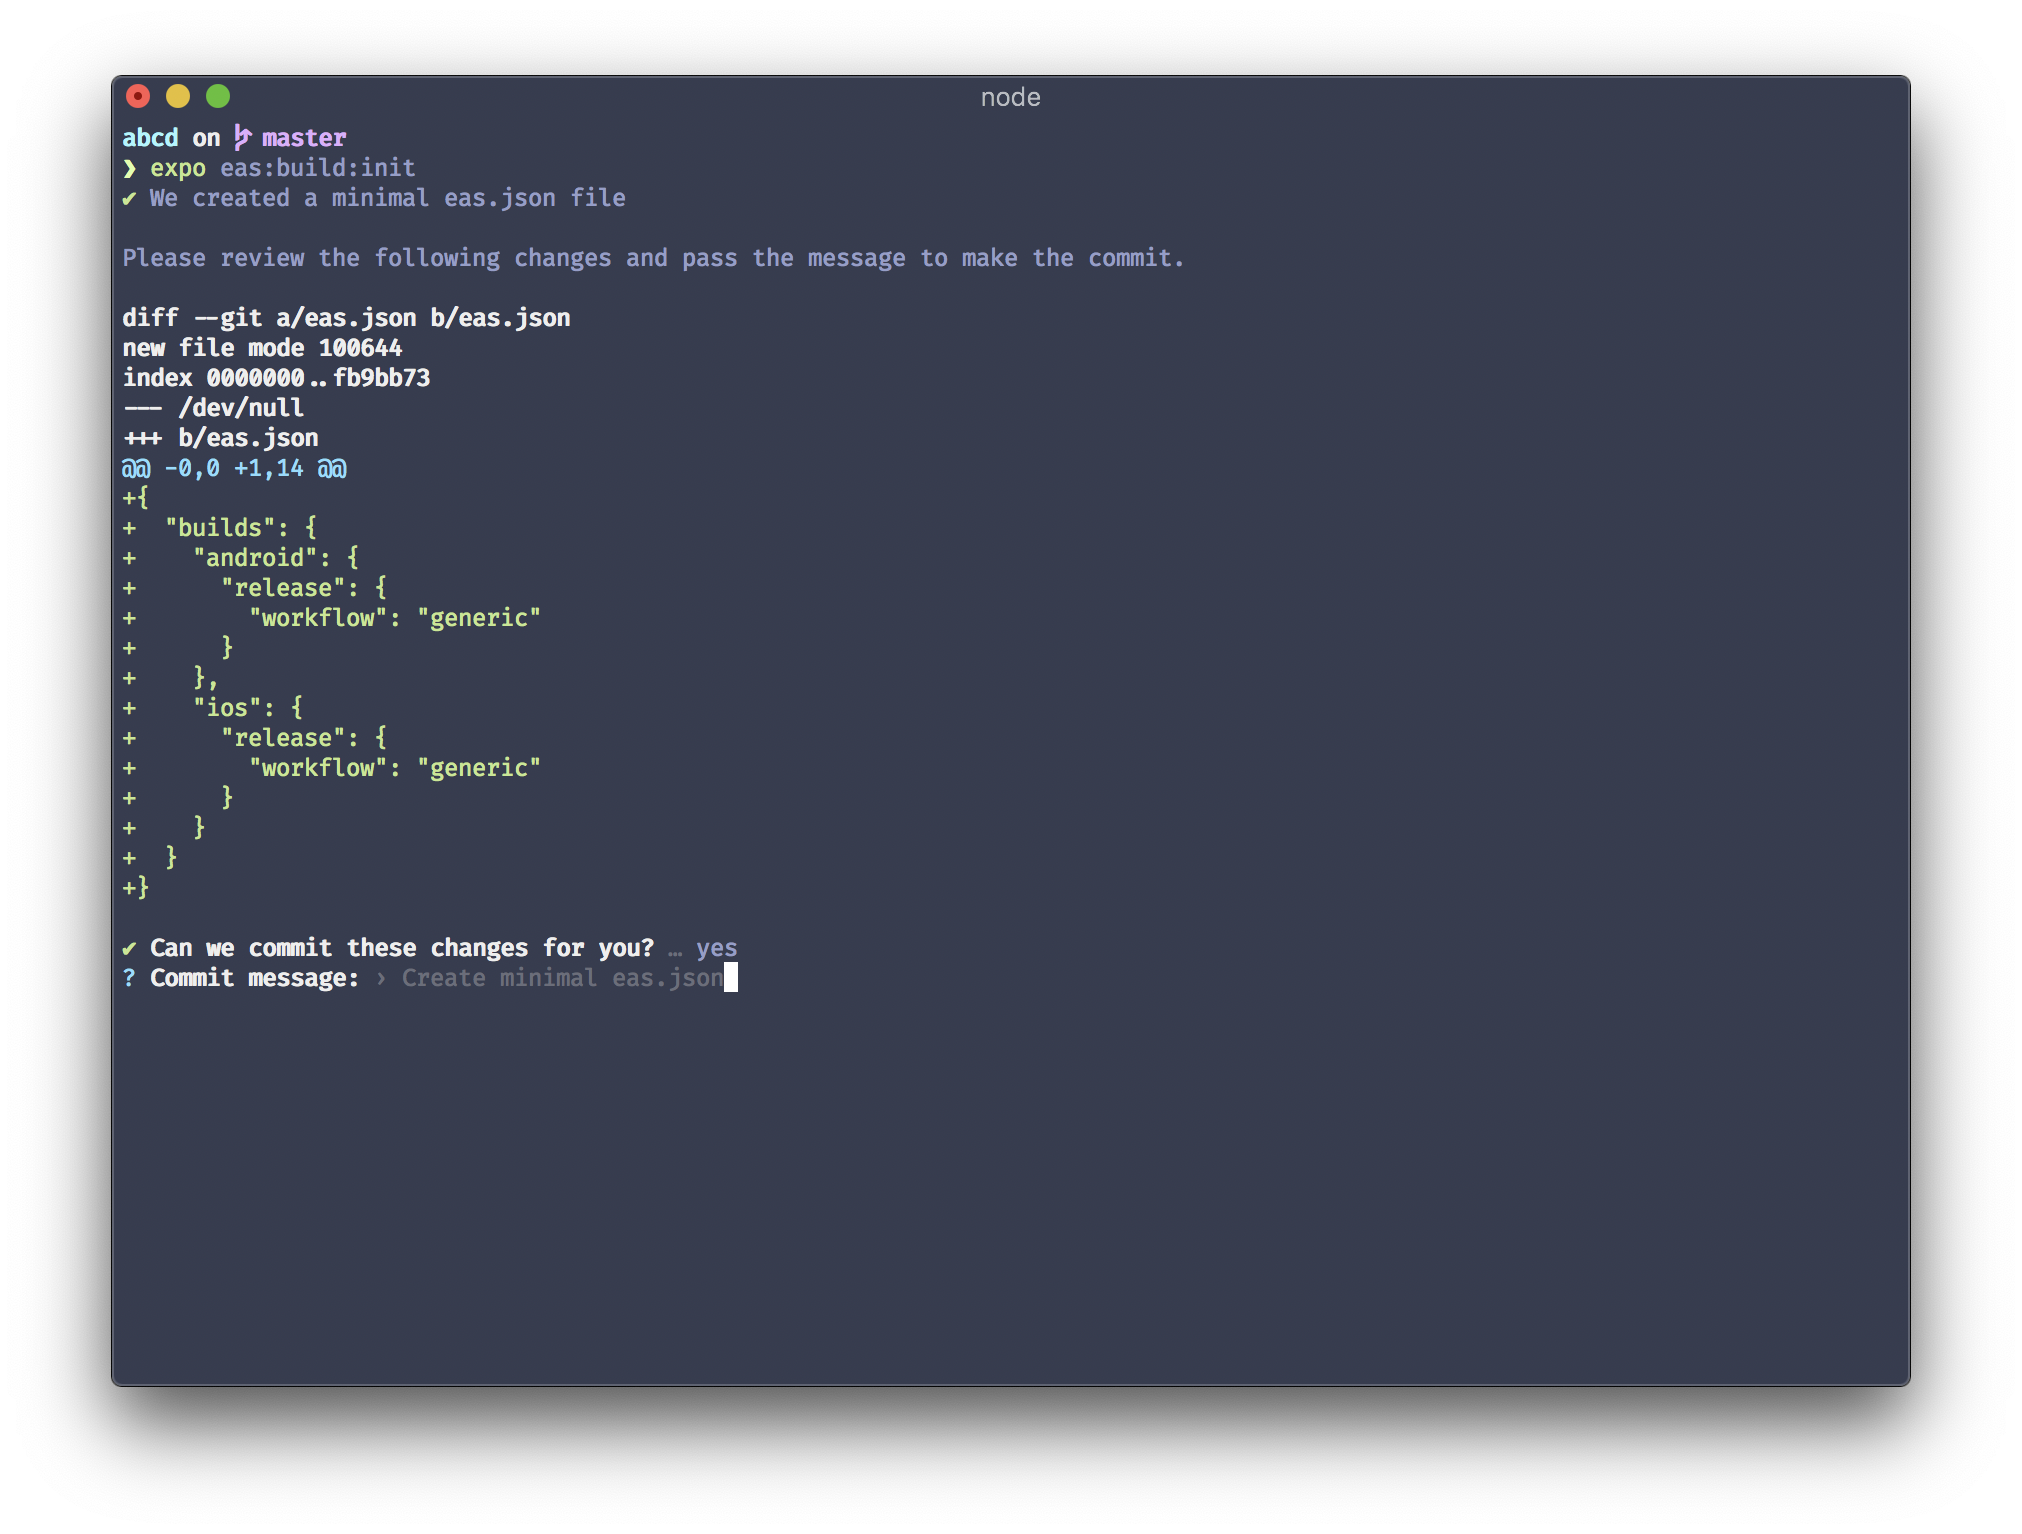 node
abcd on master
❯ expo eas:build:init
✔ We created a minimal eas.json file
Please review the following changes and pass the message to make the commit.
diff --git a/eas.json b/eas.json
new file mode 100644
index 0000000..fb9bb73
--- /dev/null
+++ b/eas.json
@@ -0,0 +1,14 @@
+{
+  "builds": {
+    "android": {
+      "release": {
+        "workflow": "generic"
+      }
+    },
+    "ios": {
+      "release": {
+        "workflow": "generic"
+      }
+    }
+  }
+}
✔ Can we commit these changes for you? … yes
? Commit message: › Create minimal eas.json